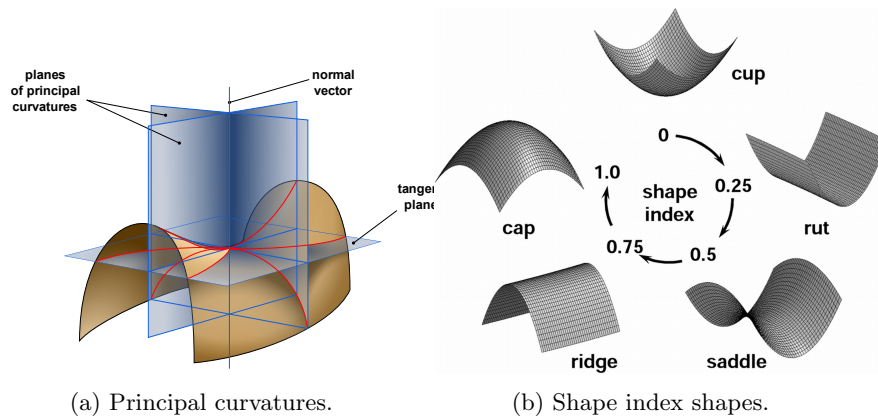 planes
of principal
curvatures
normal
vector
tangen
plane
(a) Principal curvatures.
cup
0
0.25
rut
0.5
saddle
0.75
ridge
1.0
cap
shape
index
(b) Shape index shapes.